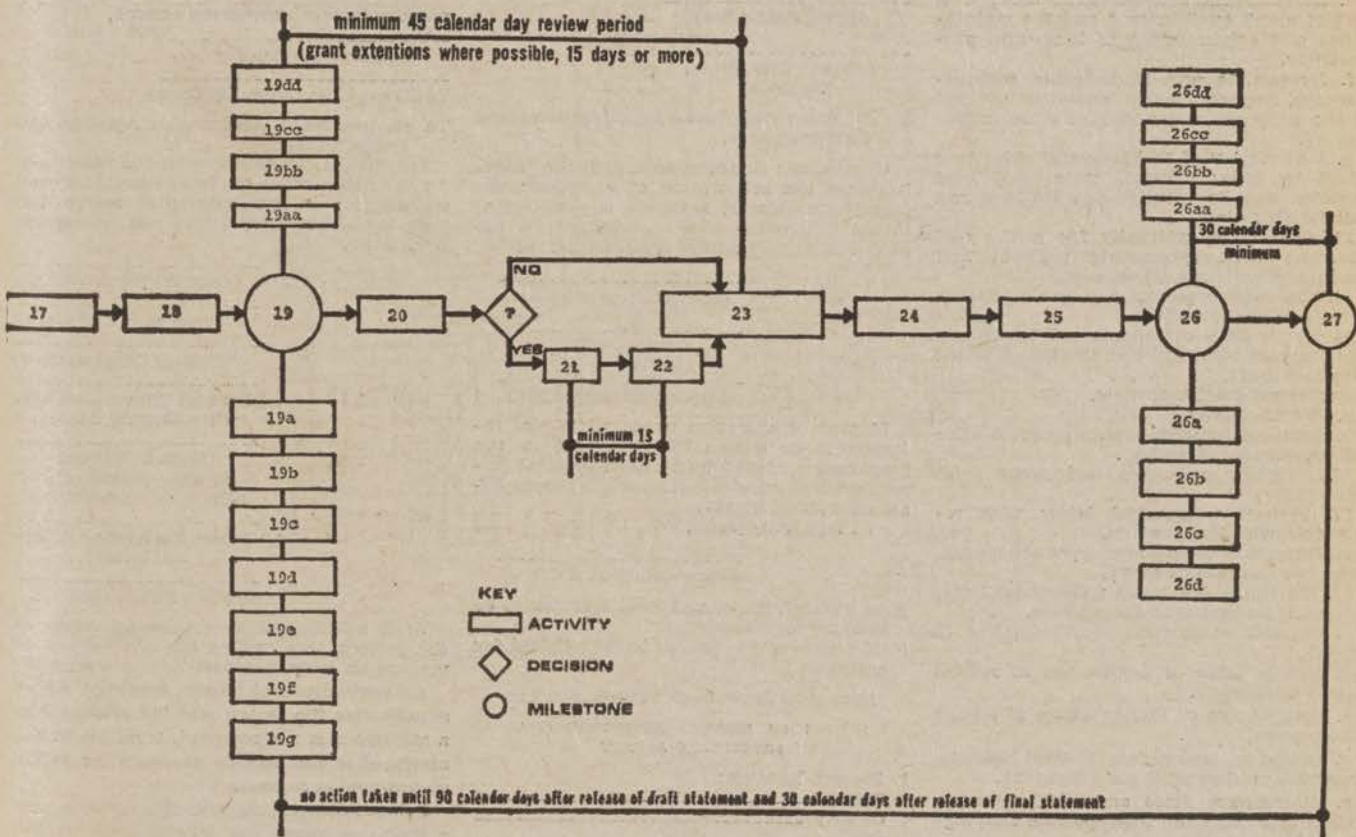 minimum 45 calendar day review period
(grant extentions where possible, 15 days or more)
19dd
19cc
19bb
19aa
26dd
26cc
26bb
26aa
30 calendar days
minimum
17
18
19
20
?
NO
YES
21
22
23
24
25
26
27
minimum 15
calendar days
19a
19b
19c
19d
19e
19f
19g
26a
26b
26c
26d
KEY
ACTIVITY
DECISION
MILESTONE
no action taken until 90 calender days after release of draft statement and 30 calendar days after release of final statement